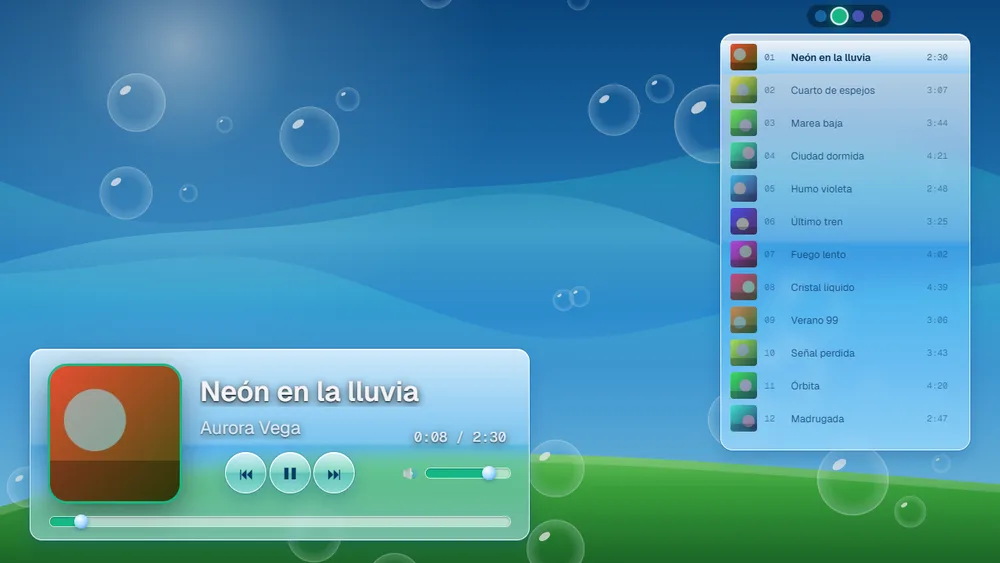 01 Neón en la lluvia 2:30
02 Cuarto de espejos 3:07
03 Marea baja 3:44
04 Ciudad dormida 4:21
05 Humo violeta 2:48
06 Último tren 3:25
07 Fuego lento 4:02
08 Cristal líquido 4:39
09 Verano 99 3:06
10 Señal perdida 3:43
11 Órbita 4:20
12 Madrugada 2:47
Neón en la lluvia
Aurora Vega
0:08 / 2:30